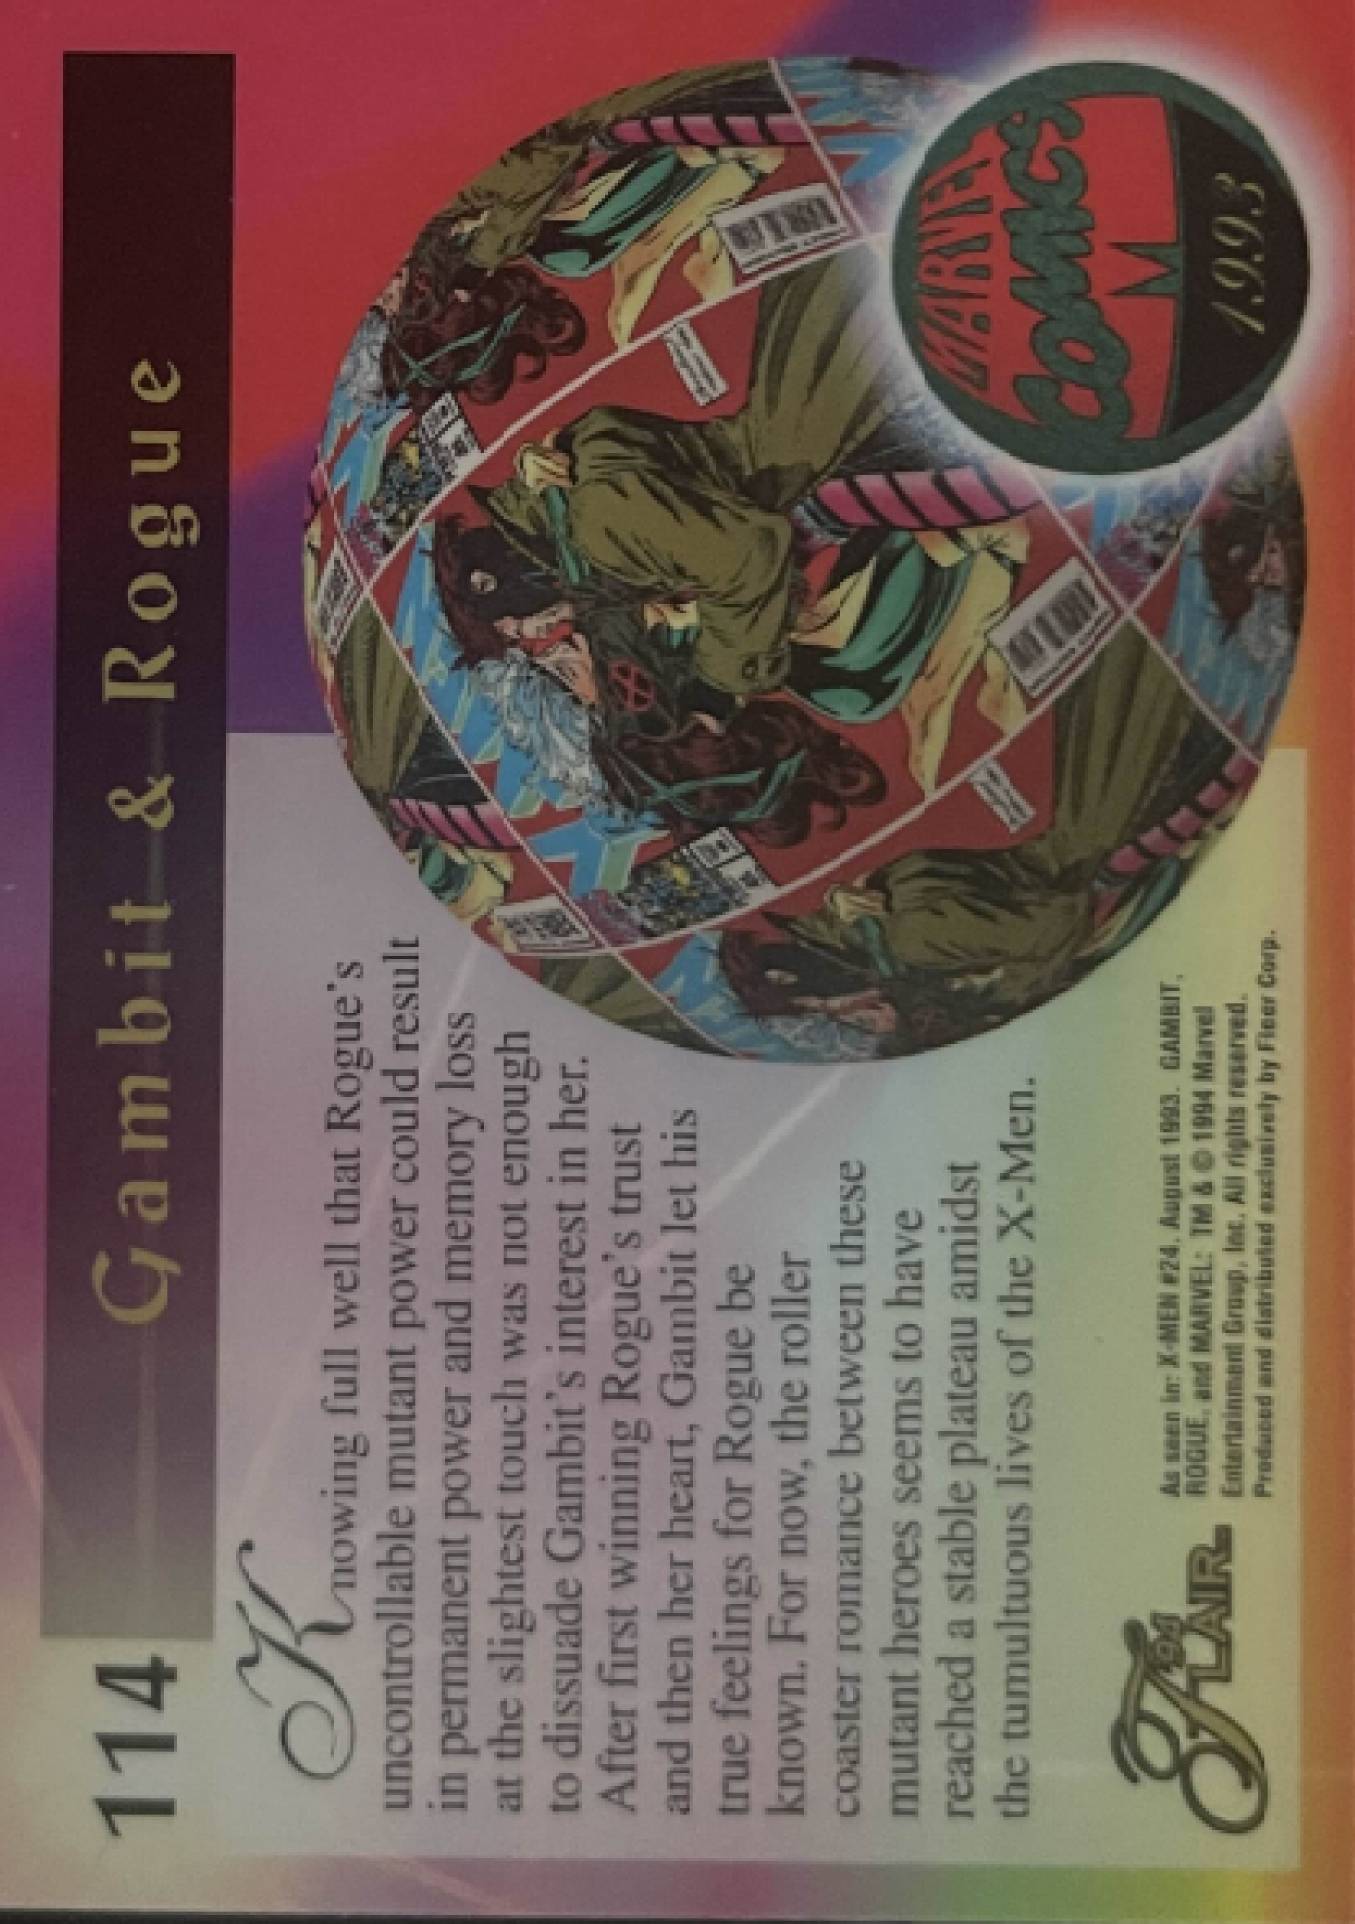 114
Gambit & Rogue
Knowing full well that Rogue's
uncontrollable mutant power could result
in permanent power and memory loss
at the slightest touch was not enough
to dissuade Gambit's interest in her.
After first winning Rogue's trust
and then her heart, Gambit let his
true feelings for Rogue be
known. For now, the roller
coaster romance between these
mutant heroes seems to have
reached a stable plateau amidst
the tumultuous lives of the X-Men.
MARVEL
COMICS
M
1993
'94
FLAIR
As seen in: X-MEN #24, August 1993. GAMBIT,
ROGUE, and MARVEL: TM & © 1994 Marvel
Entertainment Group, Inc. All rights reserved.
Produced and distributed exclusively by Fleer Corp.